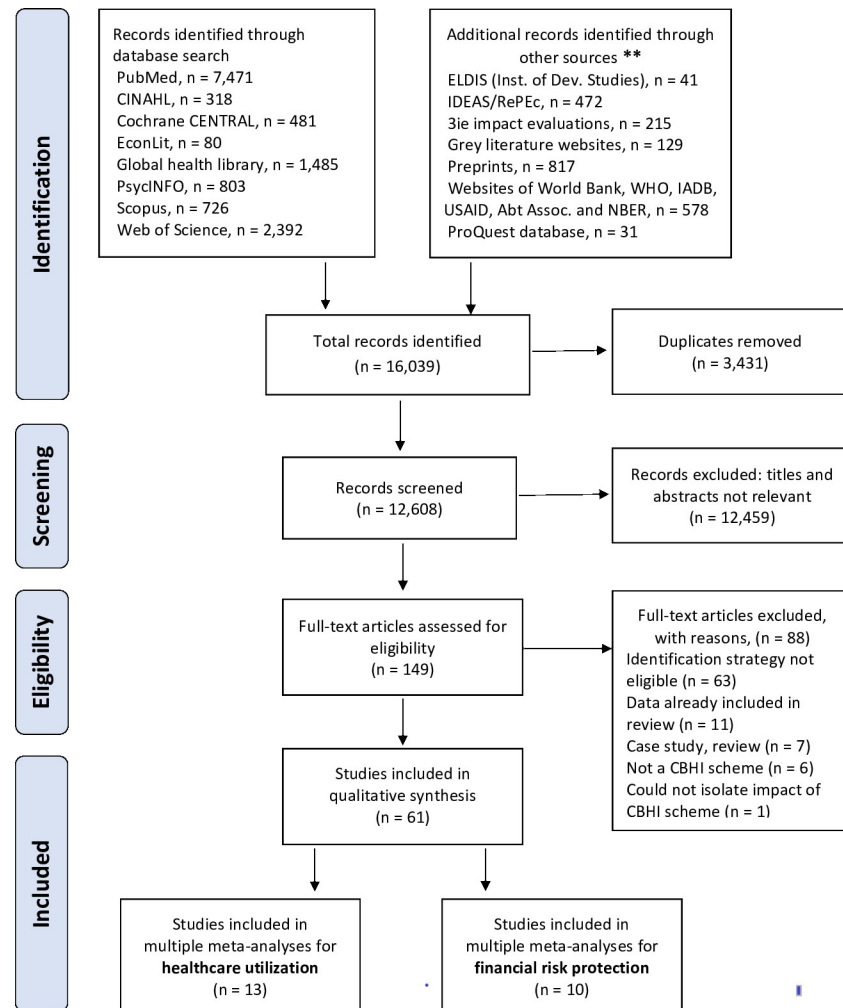 Identification
Records identified through
database search
PubMed, n = 7,471
CINAHL, n = 318
Cochrane CENTRAL, n = 481
EconLit, n = 80
Global health library, n = 1,485
PsycINFO, n = 803
Scopus, n = 726
Web of Science, n = 2,392
Additional records identified through
other sources **
ELDIS (Inst. of Dev. Studies), n = 41
IDEAS/RePEc, n = 472
3ie impact evaluations, n = 215
Grey literature websites, n = 129
Preprints, n = 817
Websites of World Bank, WHO, IADB,
USAID, Abt Assoc. and NBER, n = 578
ProQuest database, n = 31
Total records identified
(n = 16,039)
Duplicates removed
(n = 3,431)
Screening
Records screened
(n = 12,608)
Records excluded: titles and
abstracts not relevant
(n = 12,459)
Eligibility
Full-text articles assessed for
eligibility
(n = 149)
Full-text articles excluded,
with reasons, (n = 88)
Identification strategy not
eligible (n = 63)
Data already included in
review (n = 11)
Case study, review (n = 7)
Not a CBHI scheme (n = 6)
Could not isolate impact of
CBHI scheme (n = 1)
Included
Studies included in
qualitative synthesis
(n = 61)
Studies included in
multiple meta-analyses for
healthcare utilization
(n = 13)
Studies included in
multiple meta-analyses for
financial risk protection
(n = 10)